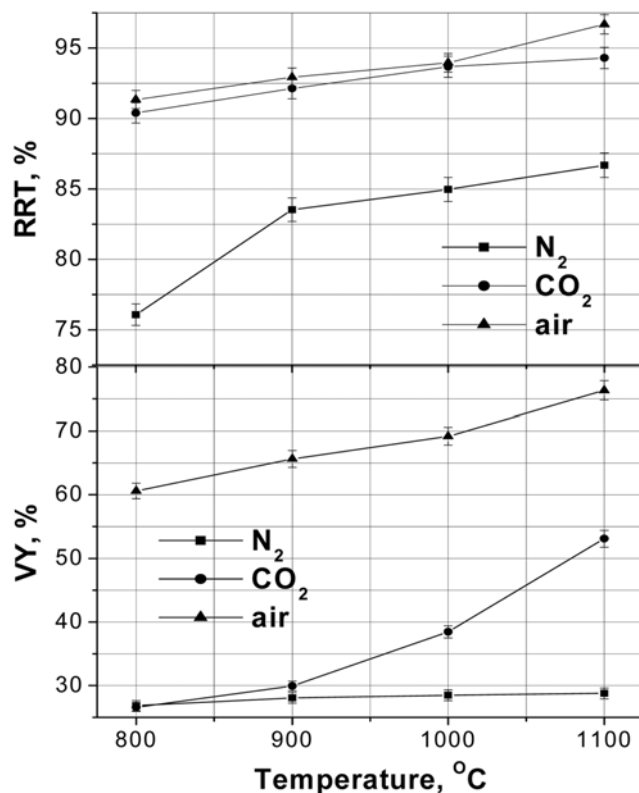 95
90
85
80
75
RRT, %
N₂
CO₂
air
80
70
60
50
40
30
VY, %
N₂
CO₂
air
800 900 1000 1100
Temperature, °C